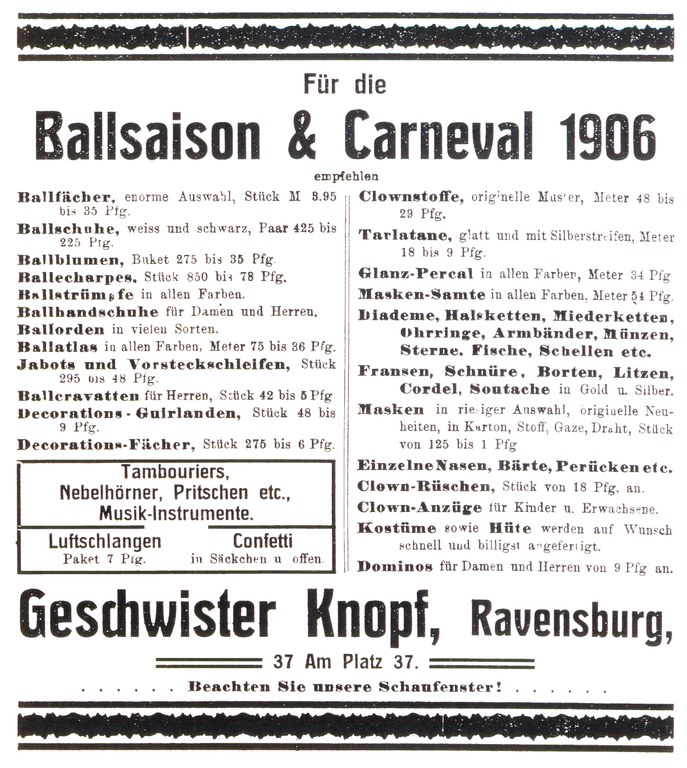 Für die
Ballsaison & Carneval 1906
empfehlen
Ballfächer, enorme Auswahl, Stück M 8.95
bis 35 Pfg.
Ballschuhe, weiss und schwarz, Paar 425 bis
225 Pfg.
Ballblumen, Buket 275 bis 35 Pfg.
Ballecharpes, Stück 850 bis 78 Pfg.
Ballstrümpfe in allen Farben.
Ballhandschuhe für Damen und Herren.
Ballorden in vielen Sorten.
Ballatlas in allen Farben, Meter 75 bis 36 Pfg.
Jabots und Vorsteckschleifen, Stück
295 bis 48 Pfg.
Ballcravatten für Herren, Stück 42 bis 5 Pfg
Decorations-Guirlanden, Stück 48 bis
9 Pfg.
Decorations-Fächer, Stück 275 bis 6 Pfg.
Tambouriers,
Nebelhörner, Pritschen etc.,
Musik-Instrumente.
Luftschlangen
Paket 7 Pfg.
Confetti
in Säckchen u offen.
Clownstoffe, originelle Muster, Meter 48 bis
29 Pfg.
Tarlatane, glatt und mit Silberstreifen, Meter
18 bis 9 Pfg.
Glanz-Percal in allen Farben, Meter 34 Pfg
Masken-Samte in allen Farben, Meter 54 Pfg.
Diademe, Halsketten, Miederketten,
Ohrringe, Armbänder, Münzen,
Sterne, Fische, Schellen etc.
Fransen, Schnüre, Borten, Litzen,
Cordel, Soutache in Gold u. Silber.
Masken in riesiger Auswahl, originelle Neu-
heiten, in Karton, Stoff, Gaze, Draht, Stück
von 125 bis 1 Pfg
Einzelne Nasen, Bärte, Perücken etc.
Clown-Rüschen, Stück von 18 Pfg. an.
Clown-Anzüge für Kinder u. Erwachsene.
Kostüme sowie Hüte werden auf Wunsch
schnell und billigst angefertigt.
Dominos für Damen und Herren von 9 Pfg an.
Geschwister Knopf, Ravensburg,
37 Am Platz 37.
. . . . . . Beachten Sie unsere Schaufenster! . . . . . .